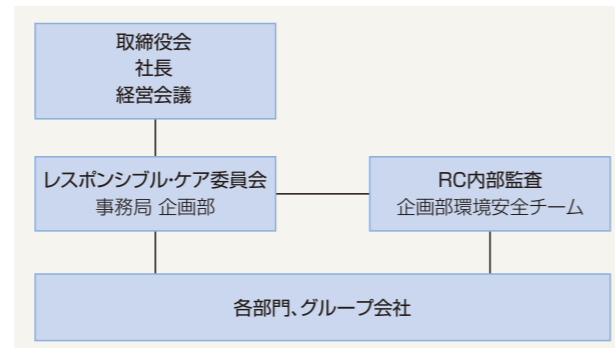 取締役会
社長
経営会議
レスポンシブル・ケア委員会
事務局 企画部
RC内部監査
企画部環境安全チーム
各部門、グループ会社